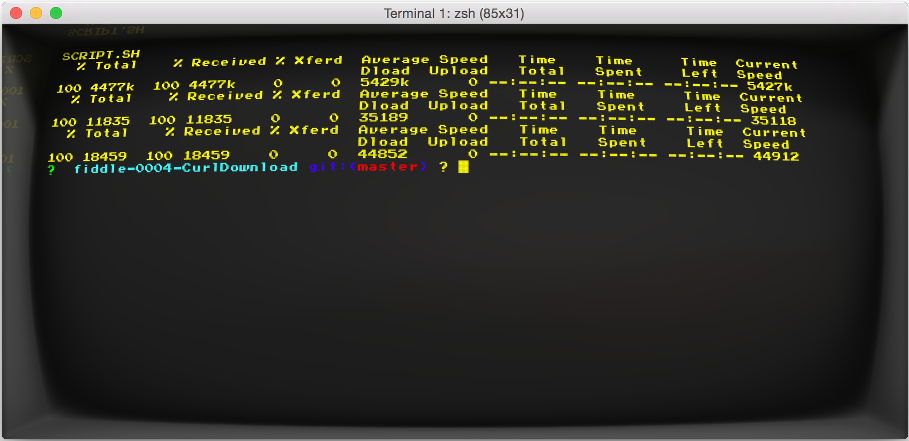 Terminal 1: zsh (85x31)
SCRIPT.SH
% Total % Received % Xferd Average Speed Time Time Time Current
Dload Upload Total Spent Left Speed
100 4477k 100 4477k 0 0 5429k 0 --:--:-- --:--:-- --:--:-- 5427k
% Total % Received % Xferd Average Speed Time Time Time Current
Dload Upload Total Spent Left Speed
100 11835 100 11835 0 0 35189 0 --:--:-- --:--:-- --:--:-- 35118
% Total % Received % Xferd Average Speed Time Time Time Current
Dload Upload Total Spent Left Speed
100 18459 100 18459 0 0 44852 0 --:--:-- --:--:-- --:--:-- 44912
? fiddle-0004-CurlDownload git:(master) ?